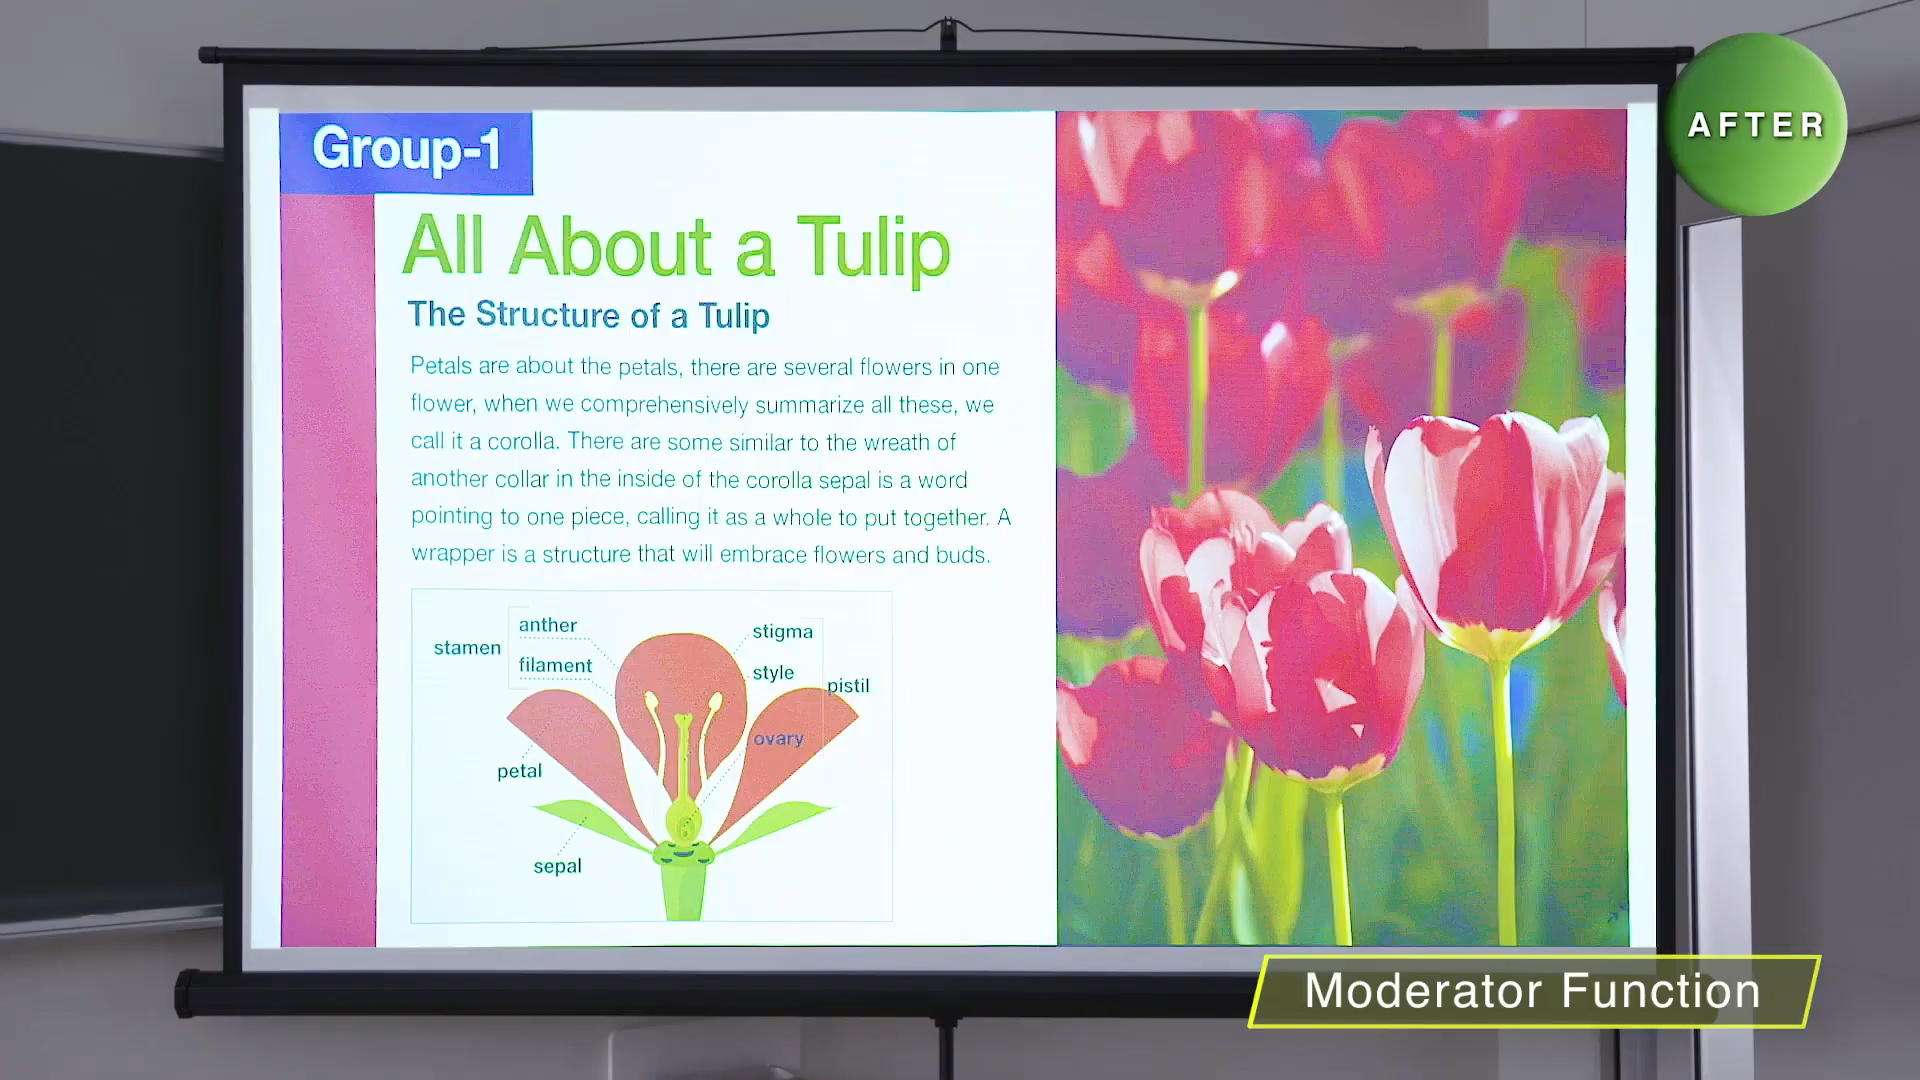 AFTER
Group-1
All About a Tulip
The Structure of a Tulip
Petals are about the petals, there are several flowers in one
flower, when we comprehensively summarize all these, we
call it a corolla. There are some similar to the wreath of
another collar in the inside of the corolla sepal is a word
pointing to one piece, calling it as a whole to put together. A
wrapper is a structure that will embrace flowers and buds.
anther
stigma
stamen
filament
style
pistil
ovary
petal
sepal
Moderator Function